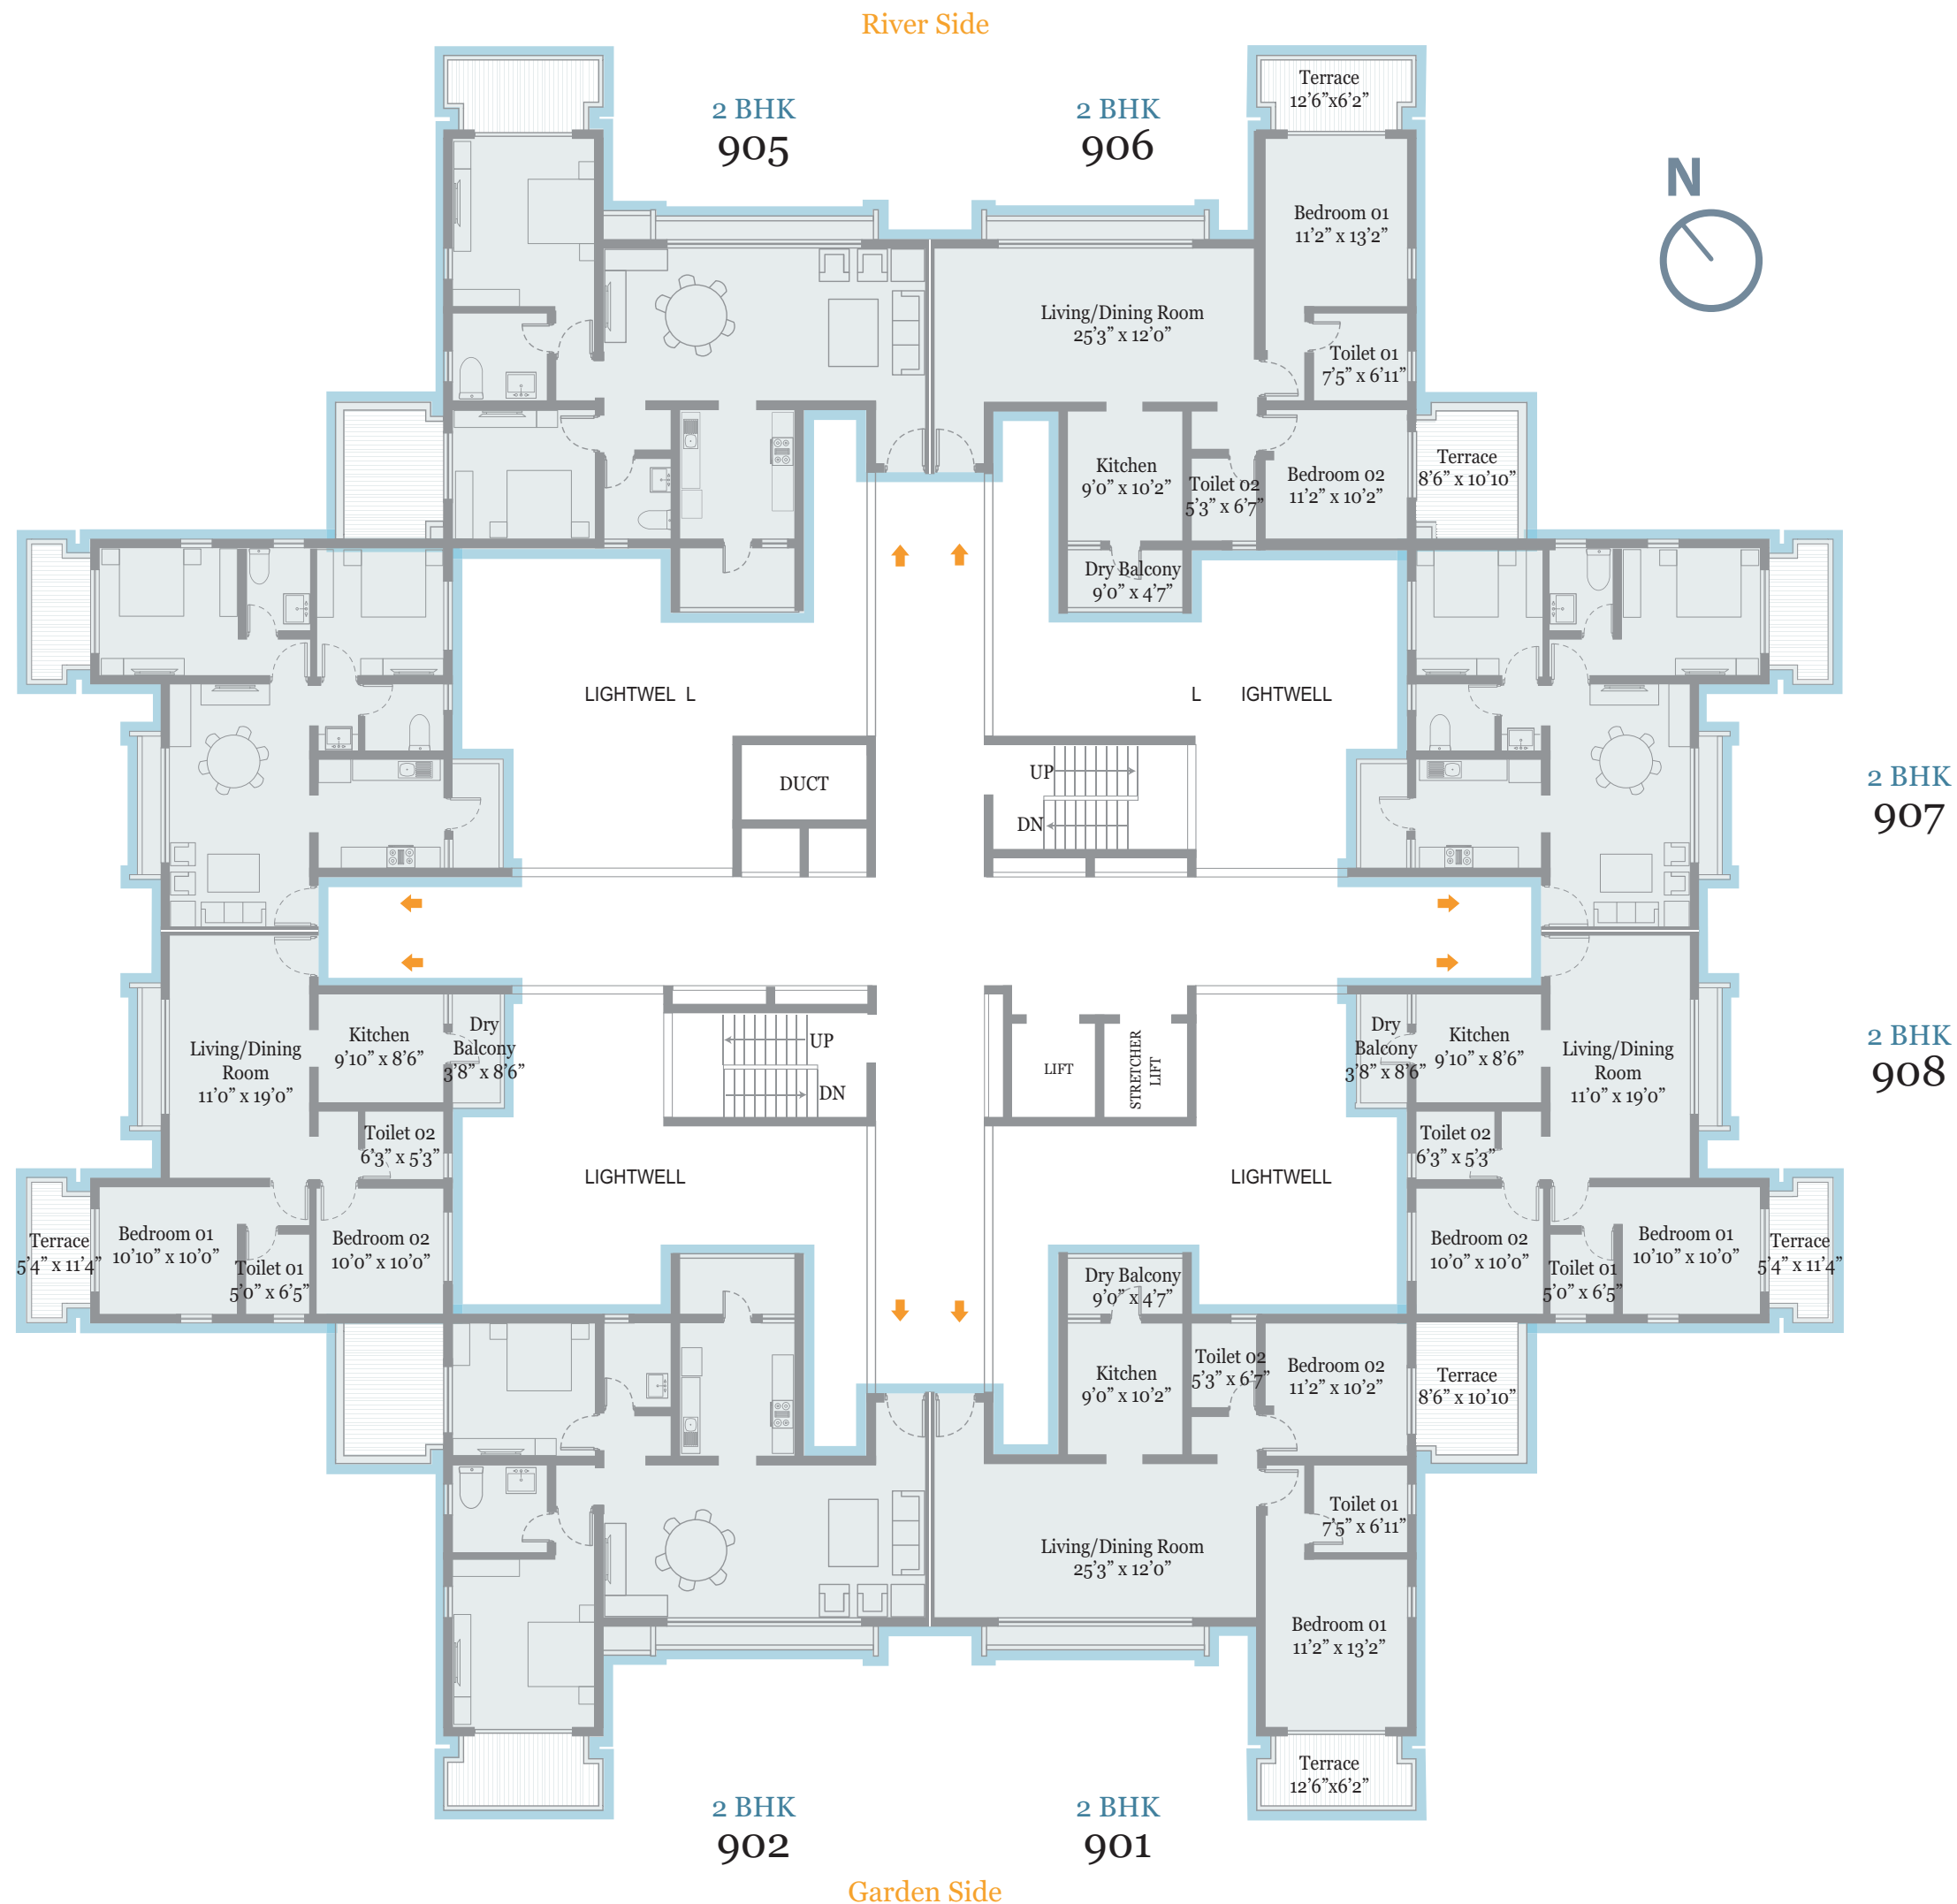 River Side
2 BHK
905
2 BHK
906
Terrace
12’6”x6’2”
N
Bedroom 01
11’2” x 13’2”
Living/Dining Room
25’3” x 12’0”
Toilet 01
7’5” x 6’11”
Kitchen
9’0” x 10’2”
Toilet 02
5’3” x 6’7”
Bedroom 02
11’2” x 10’2”
Terrace
8’6” x 10’10”
Dry Balcony
9’0” x 4’7”
LIGHTWEL L
L IGHTWELL
DUCT
UP
DN
2 BHK
907
Living/Dining
Room
11’0” x 19’0”
Kitchen
9’10” x 8’6”
Dry
Balcony
3’8” x 8’6”
UP
DN
LIFT
STRETCHER
LIFT
Dry
Balcony
3’8” x 8’6”
Kitchen
9’10” x 8’6”
Living/Dining
Room
11’0” x 19’0”
2 BHK
908
Toilet 02
6’3” x 5’3”
Toilet 02
6’3” x 5’3”
LIGHTWELL
LIGHTWELL
Terrace
5’4” x 11’4”
Bedroom 01
10’10” x 10’0”
Toilet 01
5’0” x 6’5”
Bedroom 02
10’0” x 10’0”
Bedroom 02
10’0” x 10’0”
Toilet 01
5’0” x 6’5”
Bedroom 01
10’10” x 10’0”
Terrace
5’4” x 11’4”
Dry Balcony
9’0” x 4’7”
Kitchen
9’0” x 10’2”
Toilet 02
5’3” x 6’7”
Bedroom 02
11’2” x 10’2”
Terrace
8’6” x 10’10”
Toilet 01
7’5” x 6’11”
Living/Dining Room
25’3” x 12’0”
Bedroom 01
11’2” x 13’2”
Terrace
12’6”x6’2”
2 BHK
902
2 BHK
901
Garden Side